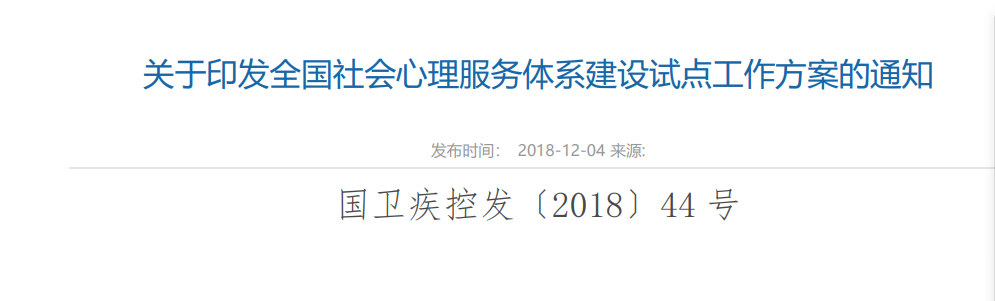 关于印发全国社会心理服务体系建设试点工作方案的通知
发布时间： 2018-12-04 来源:
国卫疾控发〔2018〕44 号